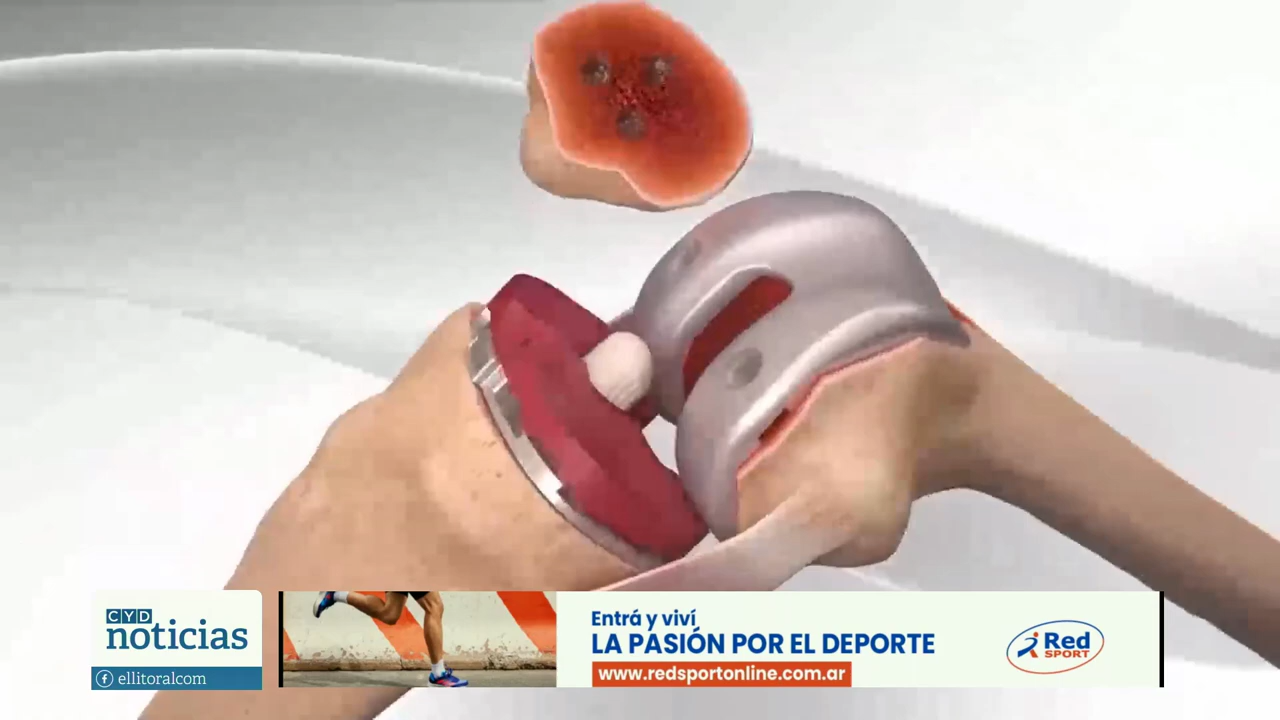 CYD
noticias
ellitoralcom
Entrá y viví
LA PASIÓN POR EL DEPORTE
www.redsportonline.com.ar
Red
SPORT